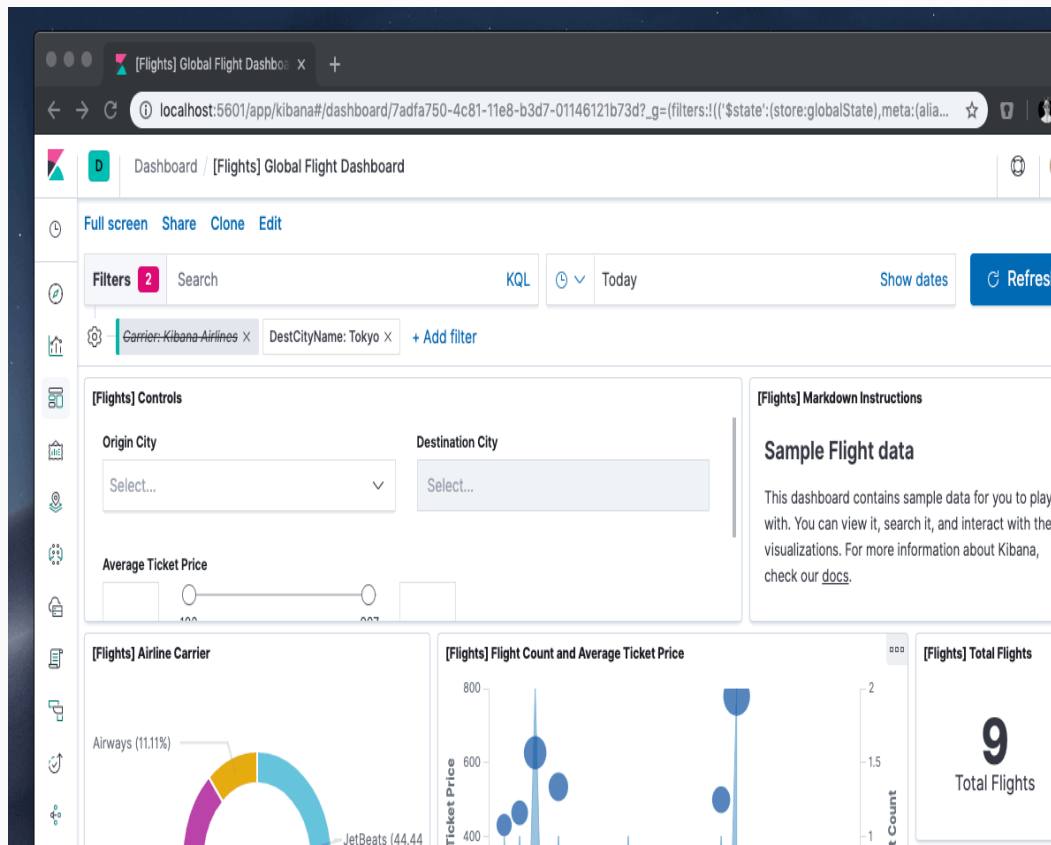 [Flights] Global Flight Dashboa
localhost:5601/app/kibana#/dashboard/7adfa750-4c81-11e8-b3d7-01146121b73d?_g=(filters:!(('$state':(store:globalState),meta:(alia...
D Dashboard / [Flights] Global Flight Dashboard
Full screen Share Clone Edit
Filters 2 Search KQL Today Show dates Refres
Carrier: Kibana Airlines × DestCityName: Tokyo × + Add filter
[Flights] Controls
Origin City Destination City
Select... Select...
Average Ticket Price
[Flights] Markdown Instructions
Sample Flight data
This dashboard contains sample data for you to play
with. You can view it, search it, and interact with the
visualizations. For more information about Kibana,
check our docs.
[Flights] Airline Carrier
Airways (11.11%)
JetBeats (44.44
[Flights] Flight Count and Average Ticket Price
800
600
400
Ticket Price
2
1.5
1
t Count
[Flights] Total Flights
9
Total Flights